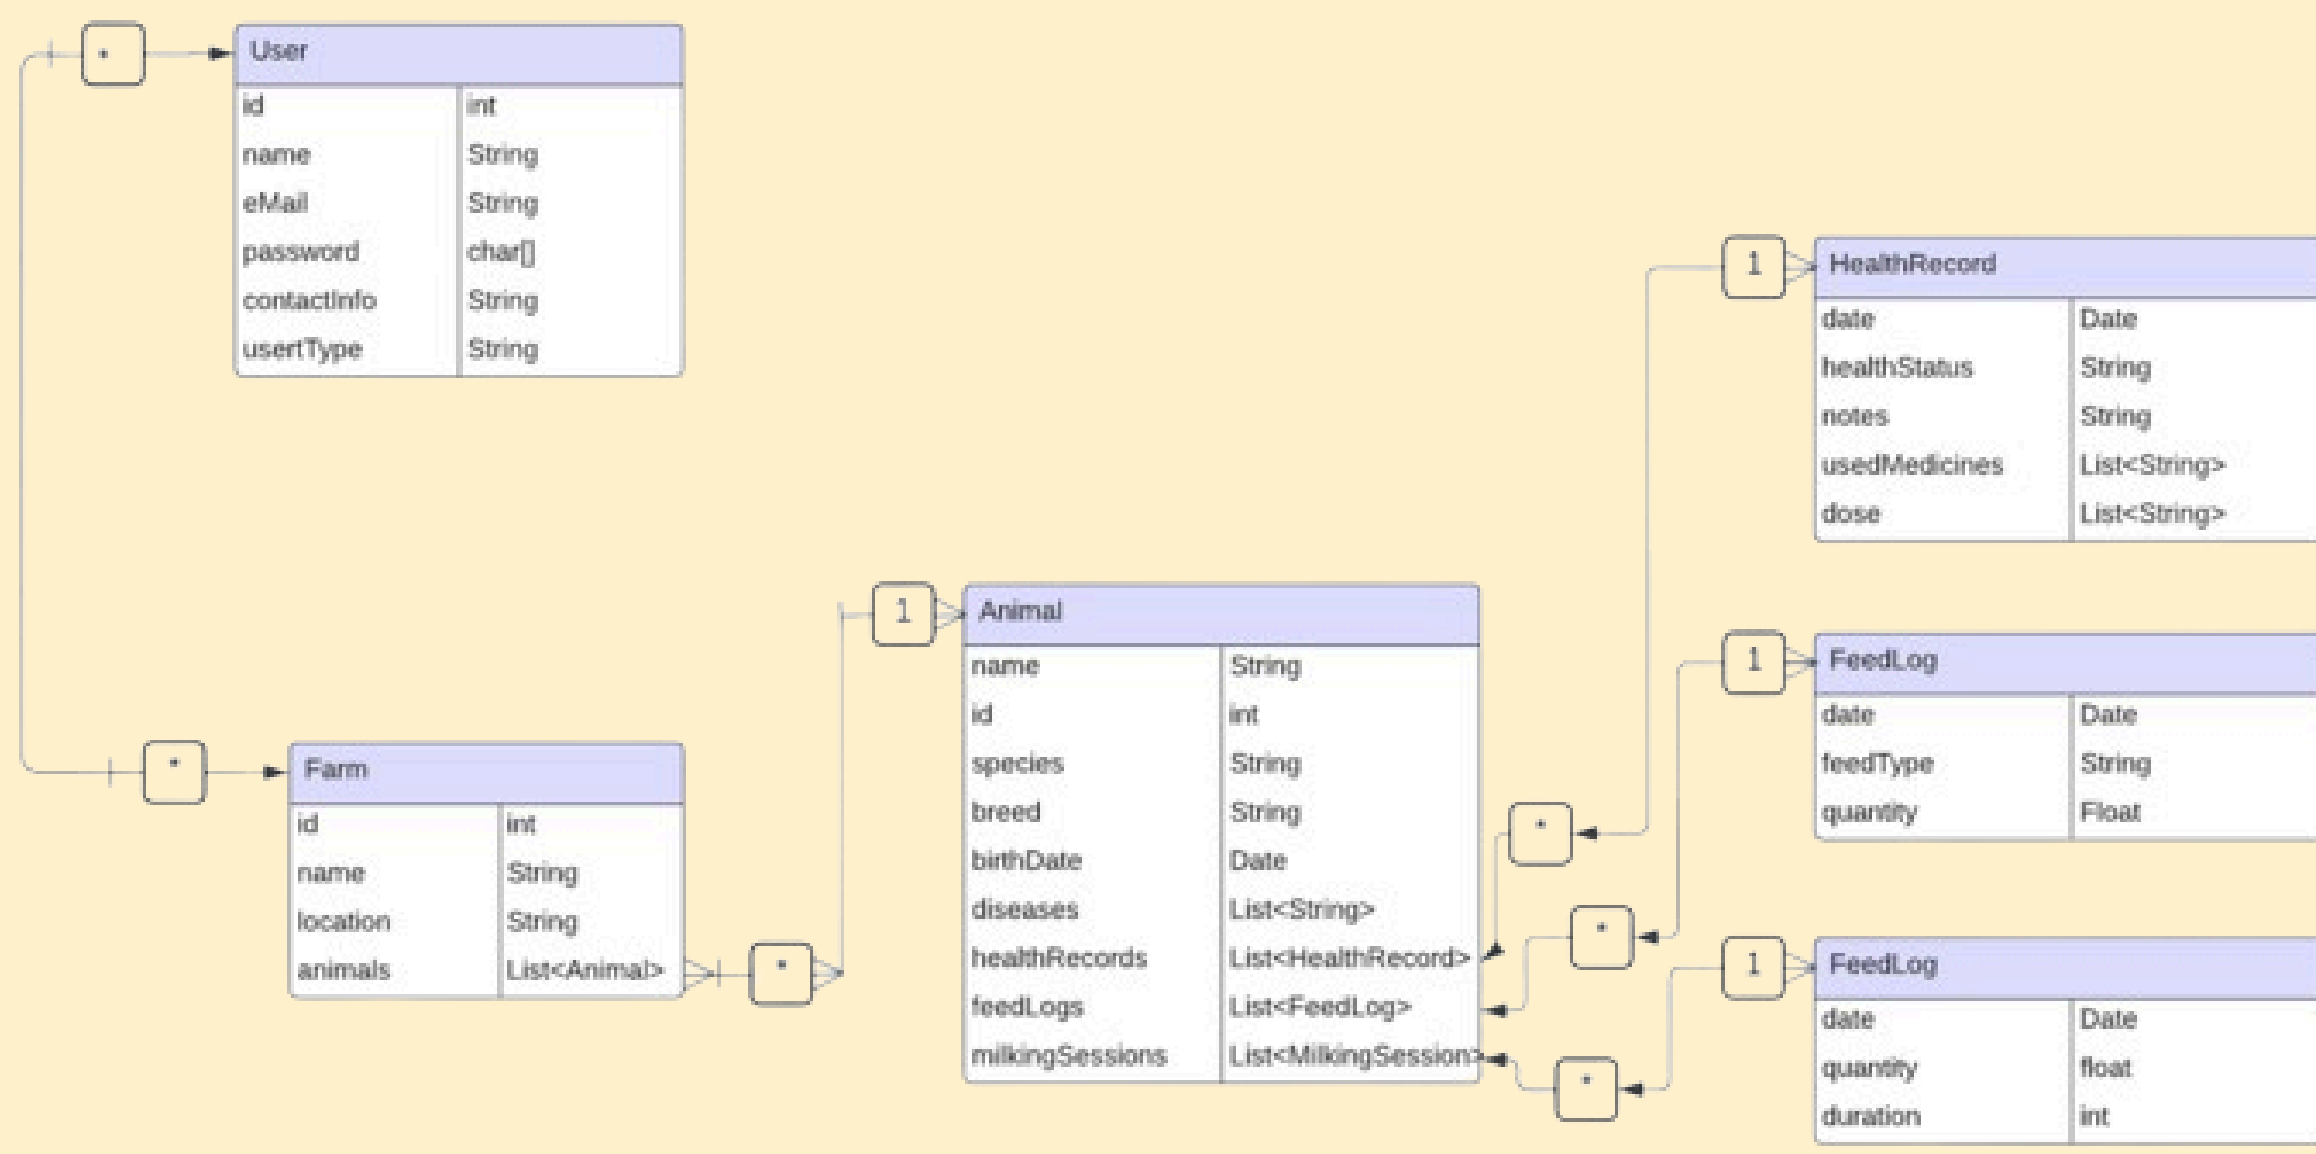 *
User
id int
name String
eMail String
password char[]
contactInfo String
usertType String
*
Farm
id int
name String
location String
animals List<Animal>
*
1
Animal
name String
id int
species String
breed String
birthDate Date
diseases List<String>
healthRecords List<HealthRecord>
feedLogs List<FeedLog>
milkingSessions List<MilkingSession>
*
*
*
1
HealthRecord
date Date
healthStatus String
notes String
usedMedicines List<String>
dose List<String>
1
FeedLog
date Date
feedType String
quantity Float
1
FeedLog
date Date
quantity float
duration int